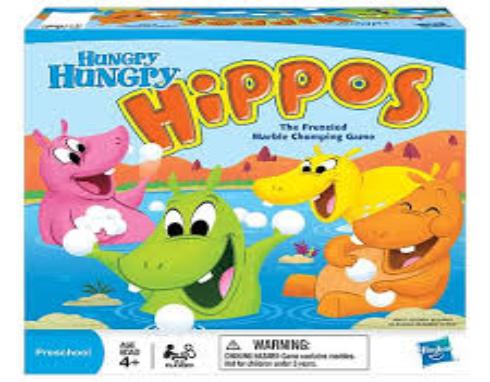 HUNGRY
HUNGRY
HiPPOS
The Frenzied
Marble Chomping Game
Preschool
AGE
4+
WARNING:
CHOKING HAZARD-Game contains marbles.
Not for children under 3 years.
Hasbro